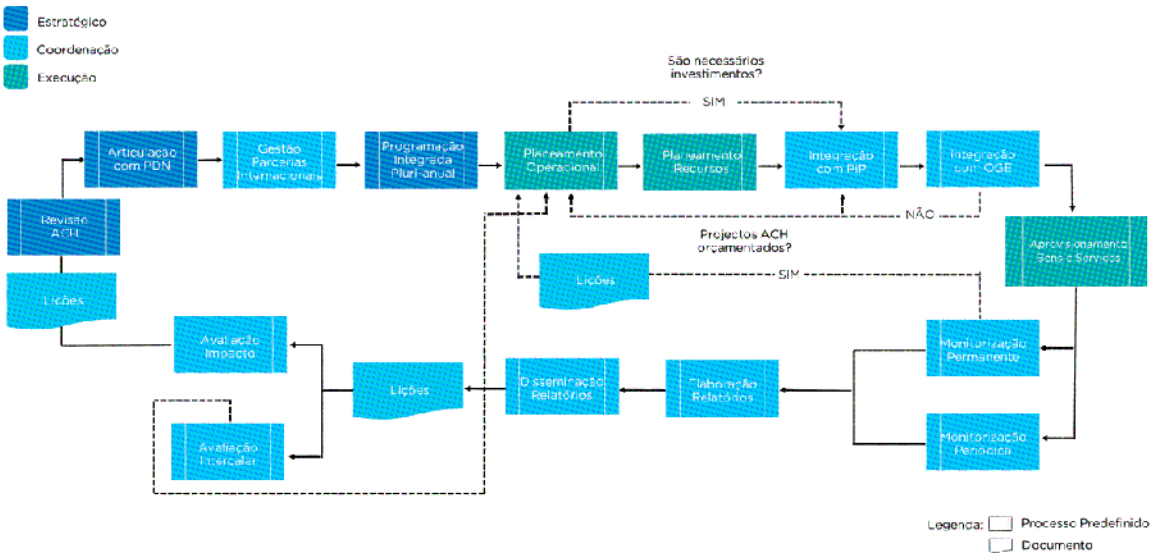 Estratégico
Coordenação
Execução
São necessários
investimentos?
SIM
Articulação
com PDN
Gestão
Parcerias
Internacionais
Programação
Integrada
Pluri-anual
Planeamento
Operacional
Planeamento
Recursos
Integração
com PIP
Integração
com OGE
Revisão
ACH
NÃO
Projectos ACH
orçamentados?
Aprovisionamento
Bens e Serviços
Lições
Lições
SIM
Avaliação
Impacto
Monitorização
Permanente
Lições
Disseminação
Relatórios
Elaboração
Relatórios
Avaliação
Intercalar
Monitorização
Periódica
Legenda:
Processo Predefinido
Documento